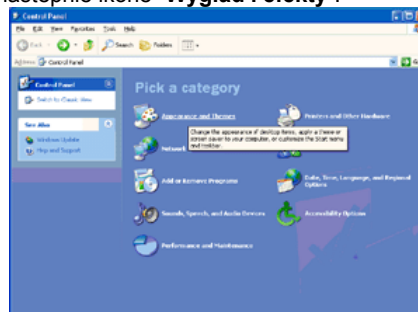 następnie ikonę "Wygląd i efekty".
Control Panel
File Edit View Favorites Tools Help
Back Search Folders
Address Control Panel
Control Panel
Switch to Classic View
See Also
Windows Update
Help and Support
Pick a category
Appearance and Themes
Printers and Other Hardware
Change the appearance of desktop items, apply a theme or
screen saver to your computer, or customize the Start menu
and taskbar.
Network
Add or Remove Programs
Date, Time, Language, and Regional
Options
Sounds, Speech, and Audio Devices
Accessibility Options
Performance and Maintenance